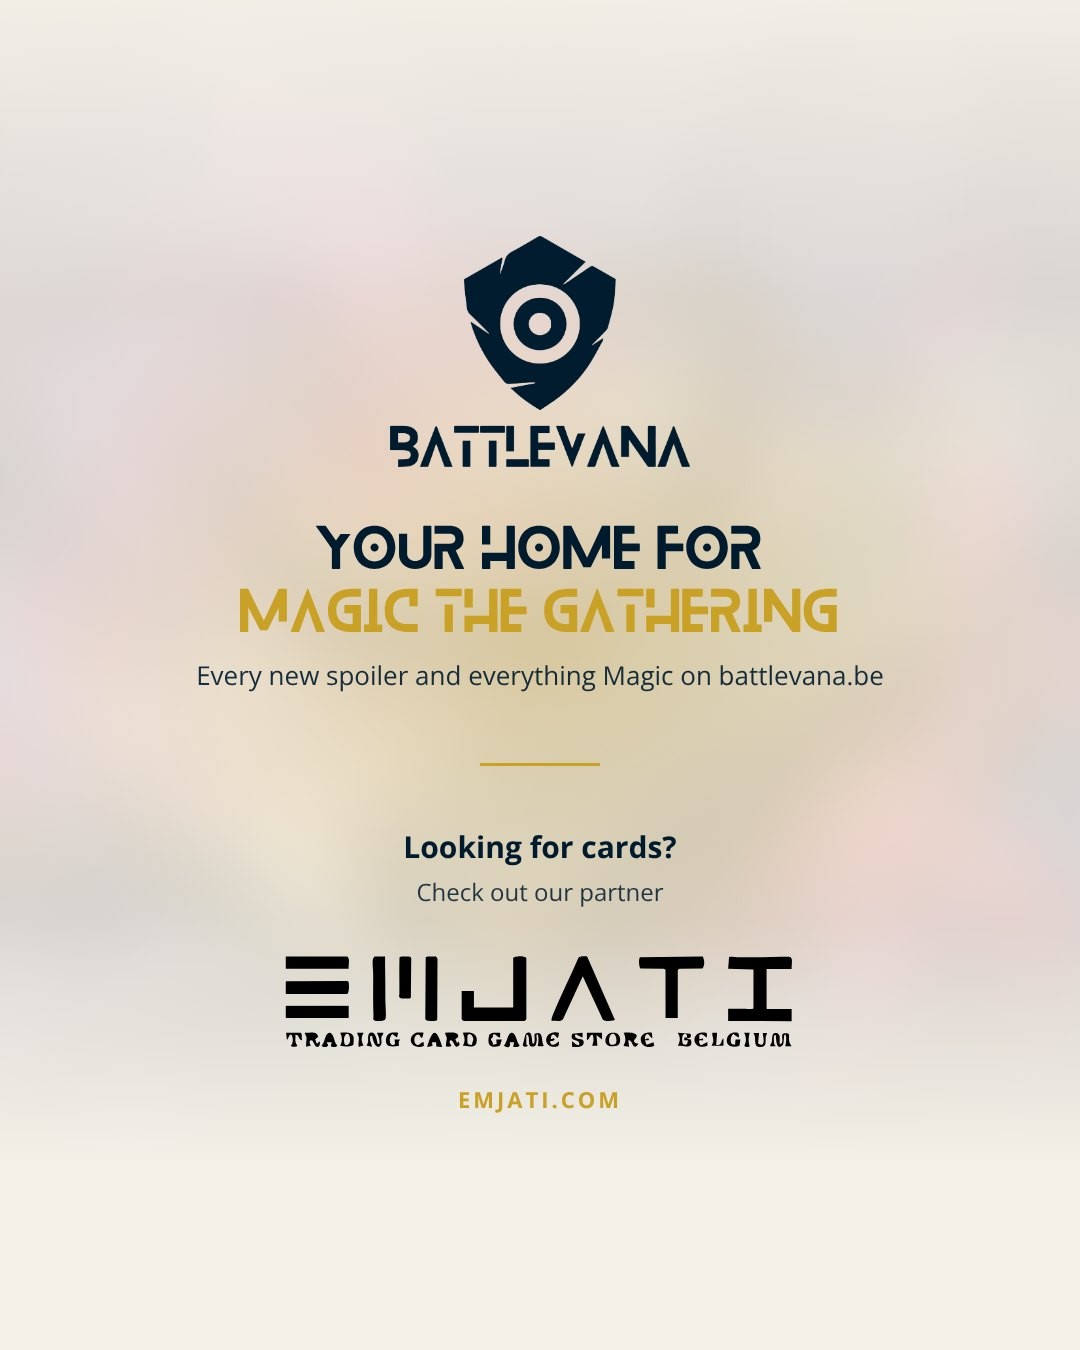 BATTLEVANA
YOUR HOME FOR
MAGIC THE GATHERING
Every new spoiler and everything Magic on battlevana.be
Looking for cards?
Check out our partner
EMJATI
TRADING CARD GAME STORE BELGIUM
EMJATI.COM